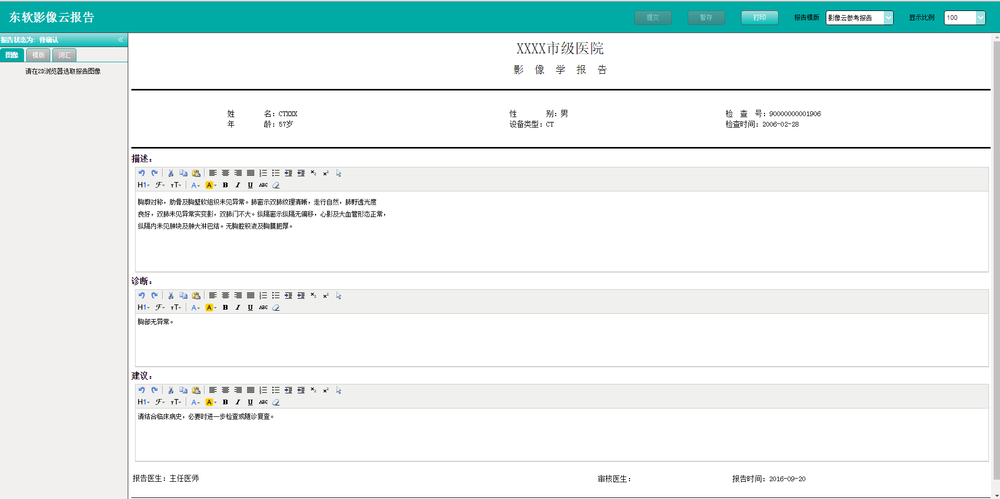 东软影像云报告
提交 暂存 打印 报告模版 影像云参考报告 显示比例 100
报告状态为: 待确认 «
图像 模版 词汇
请在2D浏览器选取报告图像
XXXX市级医院
影 像 学 报 告
姓 名: CTXXX 性 别: 男 检 查 号: 90000000001906
年 龄: 57岁 设备类型: CT 检查时间: 2006-02-28
描述:
H1 F TT A A B I U ABC
胸廓对称，肋骨及胸壁软组织未见异常。肺窗示双肺纹理清晰，走行自然，肺野透光度
良好，双肺未见异常实变影，双肺门不大。纵隔窗示纵隔无偏移，心影及大血管形态正常，
纵隔内未见肿块及肿大淋巴结。无胸腔积液及胸膜肥厚。
诊断:
H1 F TT A A B I U ABC
胸部无异常。
建议:
H1 F TT A A B I U ABC
请结合临床病史，必要时进一步检查或随诊复查。
报告医生: 主任医师 审核医生: 报告时间: 2016-09-20